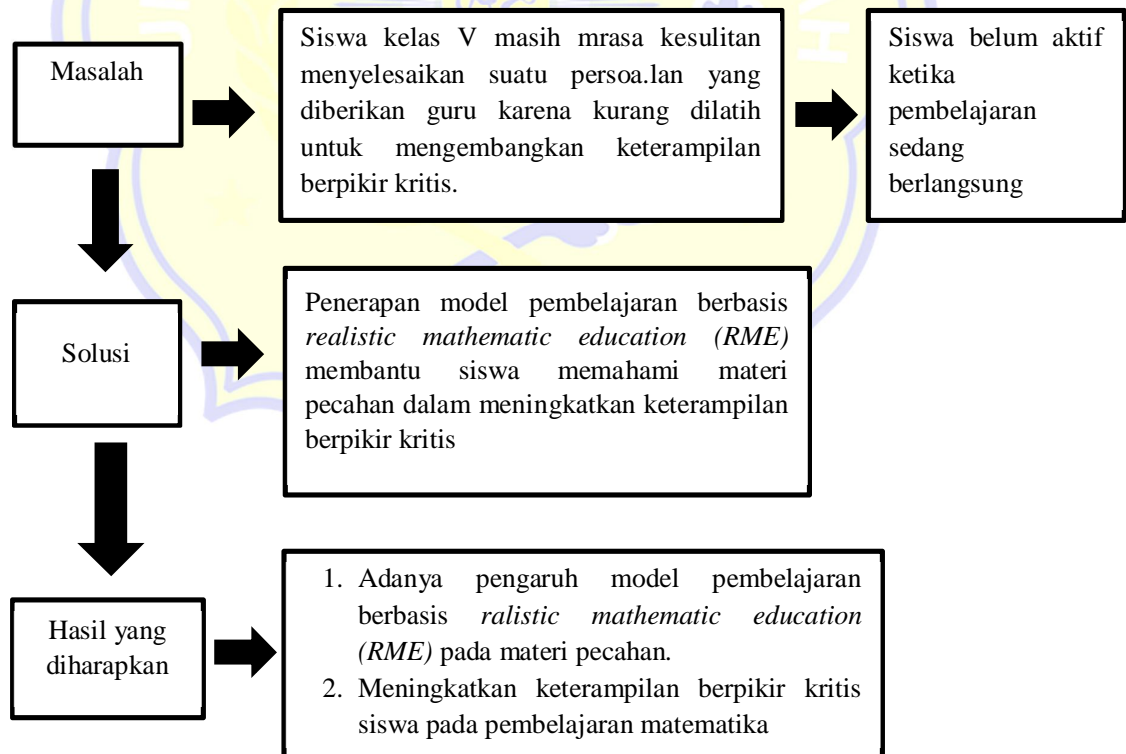 Masalah
Siswa kelas V masih mrasa kesulitan
menyelesaikan suatu persoa.lan yang
diberikan guru karena kurang dilatih
untuk mengembangkan keterampilan
berpikir kritis.
Siswa belum aktif
ketika
pembelajaran
sedang
berlangsung
Solusi
Penerapan model pembelajaran berbasis
realistic mathematic education (RME)
membantu siswa memahami materi
pecahan dalam meningkatkan keterampilan
berpikir kritis
Hasil yang
diharapkan
1. Adanya pengaruh model pembelajaran
berbasis ralistic mathematic education
(RME) pada materi pecahan.
2. Meningkatkan keterampilan berpikir kritis
siswa pada pembelajaran matematika